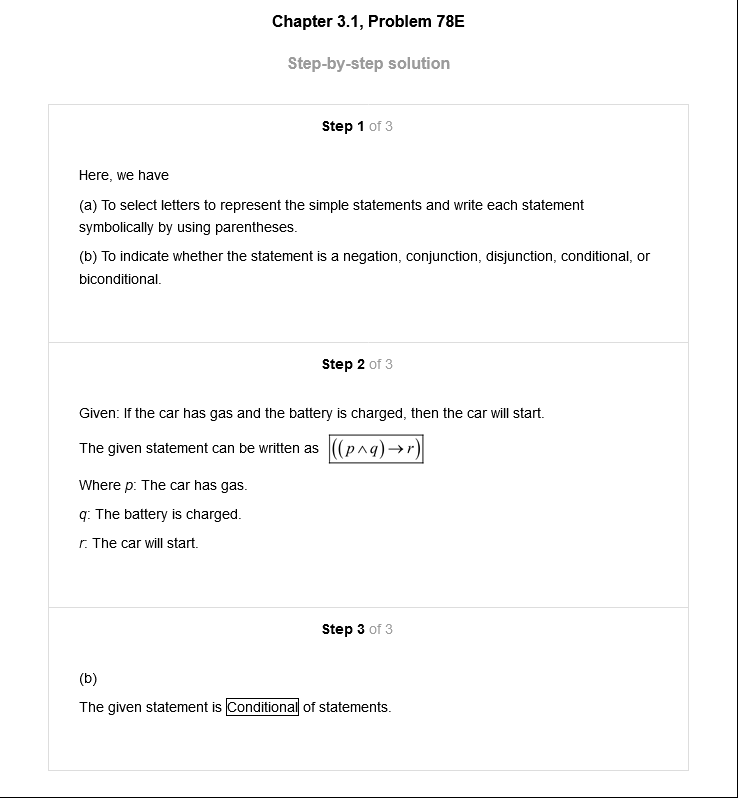 Chapter 3.1, Problem 78E
Step-by-step solution
Step 1 of 3
Here, we have
(a) To select letters to represent the simple statements and write each statement
symbolically by using parentheses.
(b) To indicate whether the statement is a negation, conjunction, disjunction, conditional, or
biconditional.
Step 2 of 3
Given: If the car has gas and the battery is charged, then the car will start.
The given statement can be written as ((p∧q)→r)
Where p: The car has gas.
q: The battery is charged.
r: The car will start.
Step 3 of 3
(b)
The given statement is Conditional of statements.